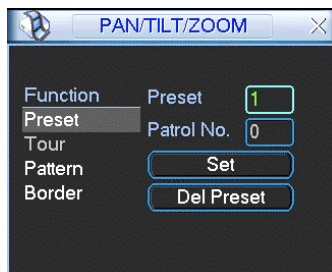 PAN/TILT/ZOOM
Function
Preset
Tour
Pattern
Border
Preset 1
Patrol No. 0
Set
Del Preset